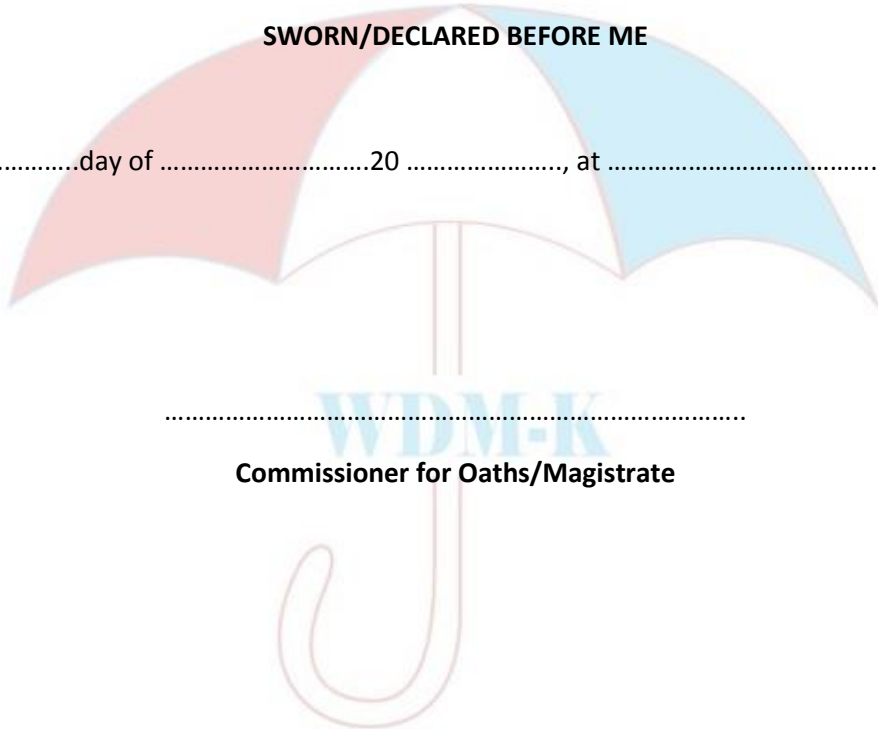 SWORN/DECLARED BEFORE ME
…………..day of ………………………….20 ………………….., at ………………………………….
…………………………………………………………………………..
WDM-K
Commissioner for Oaths/Magistrate